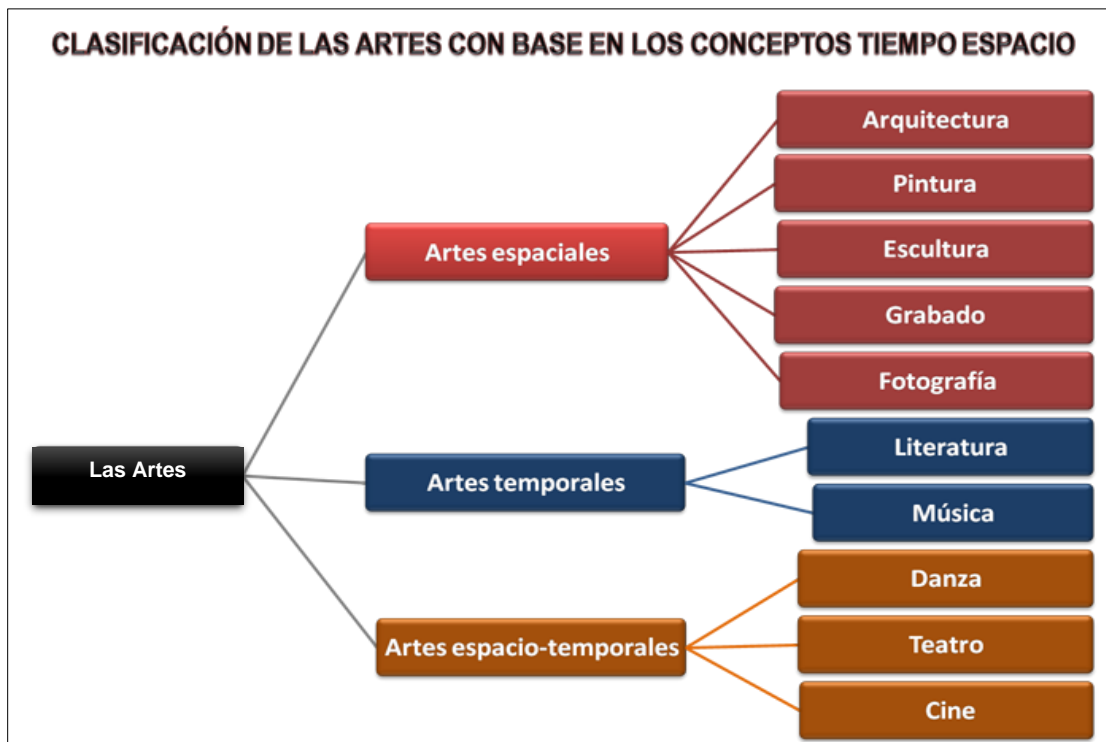 CLASIFICACIÓN DE LAS ARTES CON BASE EN LOS CONCEPTOS TIEMPO ESPACIO
Las Artes
Artes espaciales
Arquitectura
Pintura
Escultura
Grabado
Fotografía
Artes temporales
Literatura
Música
Artes espacio-temporales
Danza
Teatro
Cine